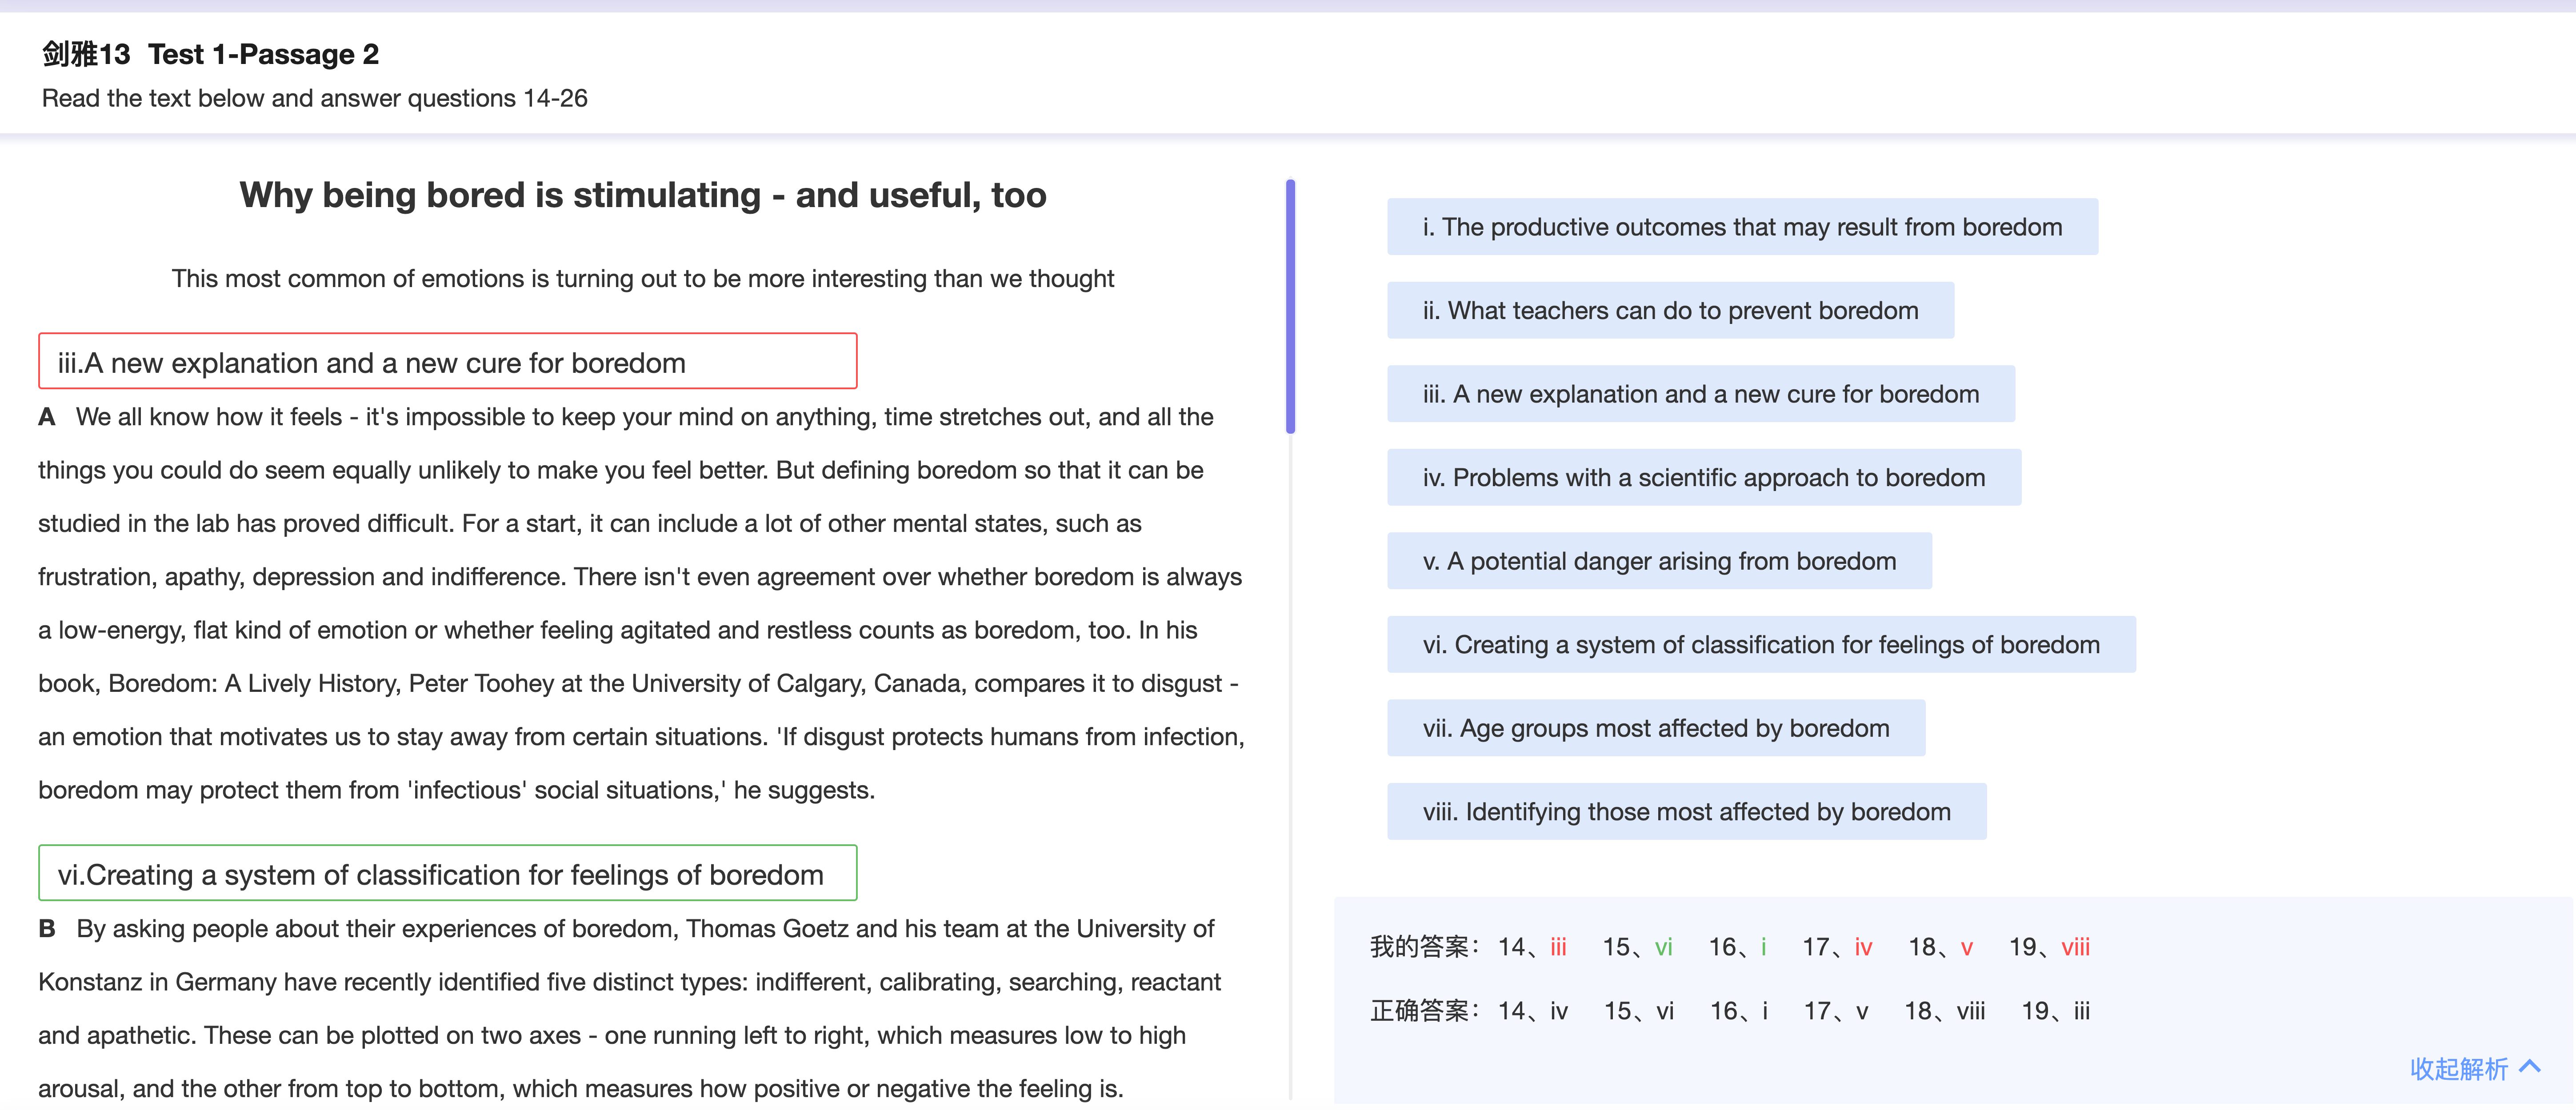 剑雅13 Test 1-Passage 2
Read the text below and answer questions 14-26
Why being bored is stimulating - and useful, too
This most common of emotions is turning out to be more interesting than we thought
iii.A new explanation and a new cure for boredom
A We all know how it feels - it's impossible to keep your mind on anything, time stretches out, and all the
things you could do seem equally unlikely to make you feel better. But defining boredom so that it can be
studied in the lab has proved difficult. For a start, it can include a lot of other mental states, such as
frustration, apathy, depression and indifference. There isn't even agreement over whether boredom is always
a low-energy, flat kind of emotion or whether feeling agitated and restless counts as boredom, too. In his
book, Boredom: A Lively History, Peter Toohey at the University of Calgary, Canada, compares it to disgust -
an emotion that motivates us to stay away from certain situations. 'If disgust protects humans from infection,
boredom may protect them from 'infectious' social situations,' he suggests.
vi.Creating a system of classification for feelings of boredom
B By asking people about their experiences of boredom, Thomas Goetz and his team at the University of
Konstanz in Germany have recently identified five distinct types: indifferent, calibrating, searching, reactant
and apathetic. These can be plotted on two axes - one running left to right, which measures low to high
arousal, and the other from top to bottom, which measures how positive or negative the feeling is.
i. The productive outcomes that may result from boredom
ii. What teachers can do to prevent boredom
iii. A new explanation and a new cure for boredom
iv. Problems with a scientific approach to boredom
v. A potential danger arising from boredom
vi. Creating a system of classification for feelings of boredom
vii. Age groups most affected by boredom
viii. Identifying those most affected by boredom
我的答案： 14、iii 15、vi 16、i 17、iv 18、v 19、viii
正确答案： 14、iv 15、vi 16、i 17、v 18、viii 19、iii
收起解析